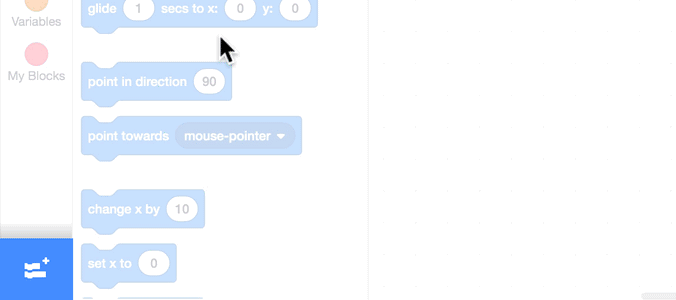 glide 1 secs to x: 0 y: 0
Variables
My Blocks
point in direction 90
point towards mouse-pointer
change x by 10
set x to 0